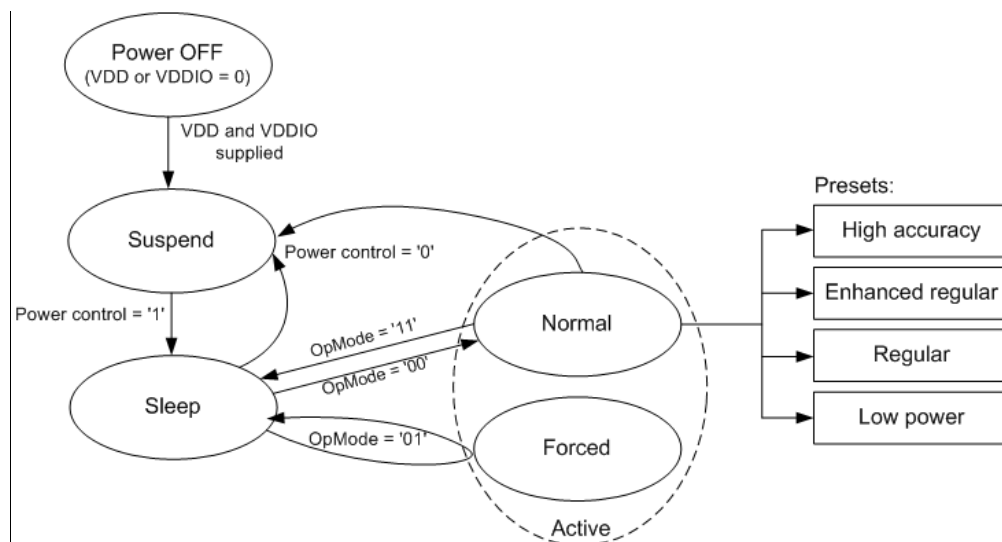 Power OFF
(VDD or VDDIO = 0)
VDD and VDDIO
supplied
Suspend
Power control = '0'
Power control = '1'
Sleep
OpMode = '11'
OpMode = '00'
OpMode = '01'
Normal
Forced
Active
Presets:
High accuracy
Enhanced regular
Regular
Low power